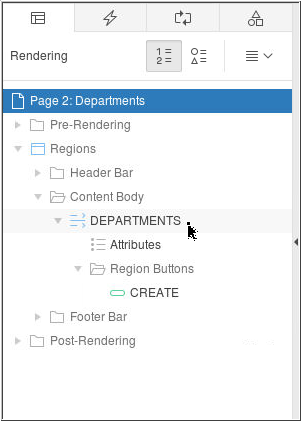 Rendering
Page 2: Departments
Pre-Rendering
Regions
Header Bar
Content Body
DEPARTMENTS
Attributes
Region Buttons
CREATE
Footer Bar
Post-Rendering